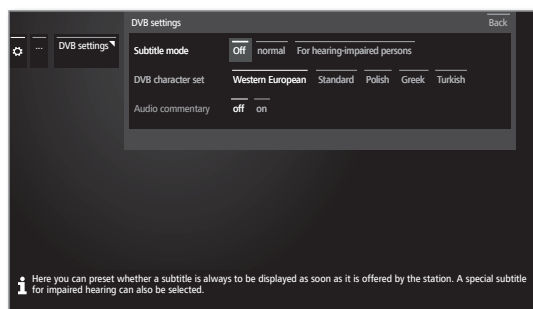 DVB settings Back
... DVB settings
Subtitle mode Off normal For hearing-impaired persons
DVB character set Western European Standard Polish Greek Turkish
Audio commentary off on
Here you can preset whether a subtitle is always to be displayed as soon as it is offered by the station. A special subtitle
for impaired hearing can also be selected.